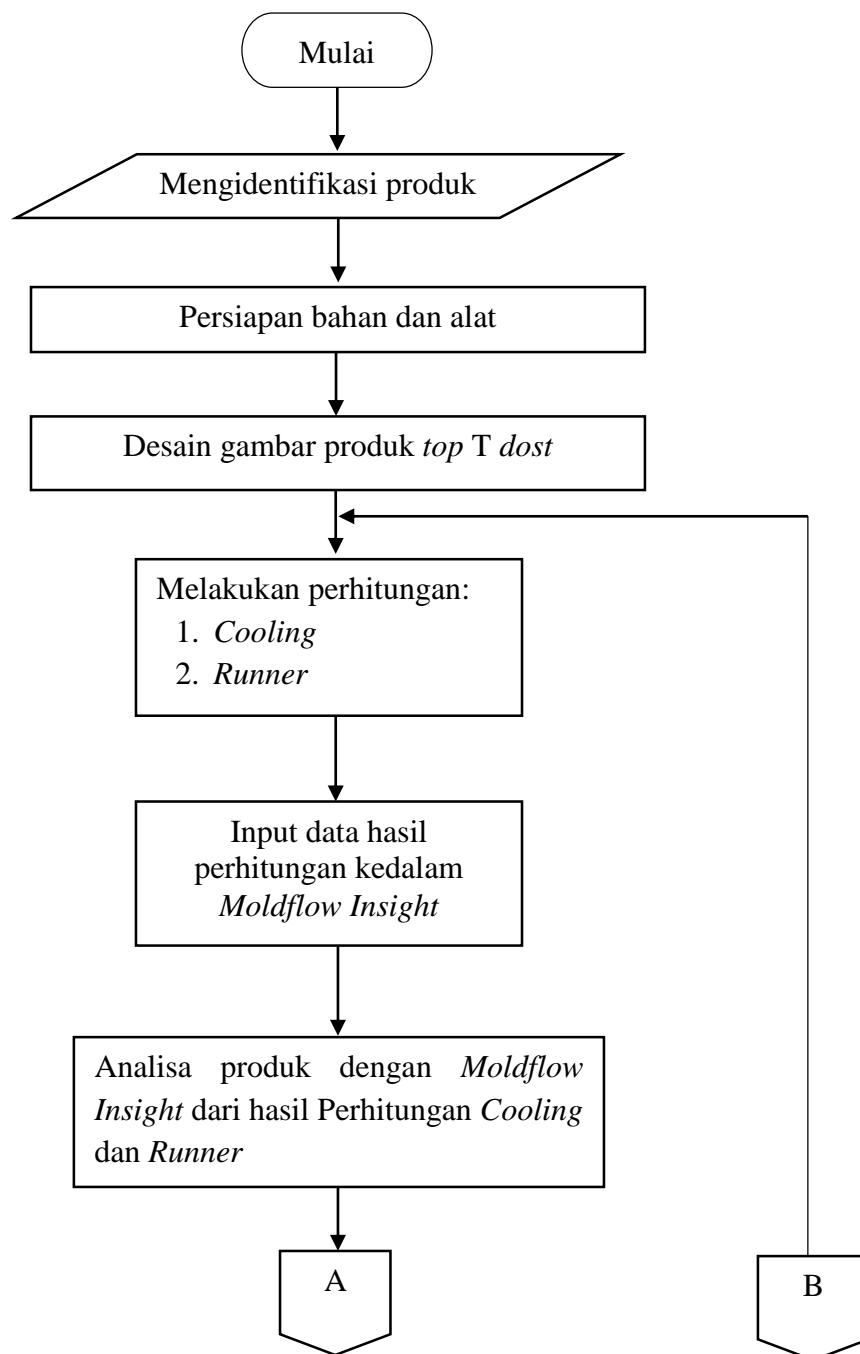 Mulai
Mengidentifikasi produk
Persiapan bahan dan alat
Desain gambar produk top T dost
Melakukan perhitungan:
1. Cooling
2. Runner
Input data hasil
perhitungan kedalam
Moldflow Insight
Analisa produk dengan Moldflow
Insight dari hasil Perhitungan Cooling
dan Runner
A
B